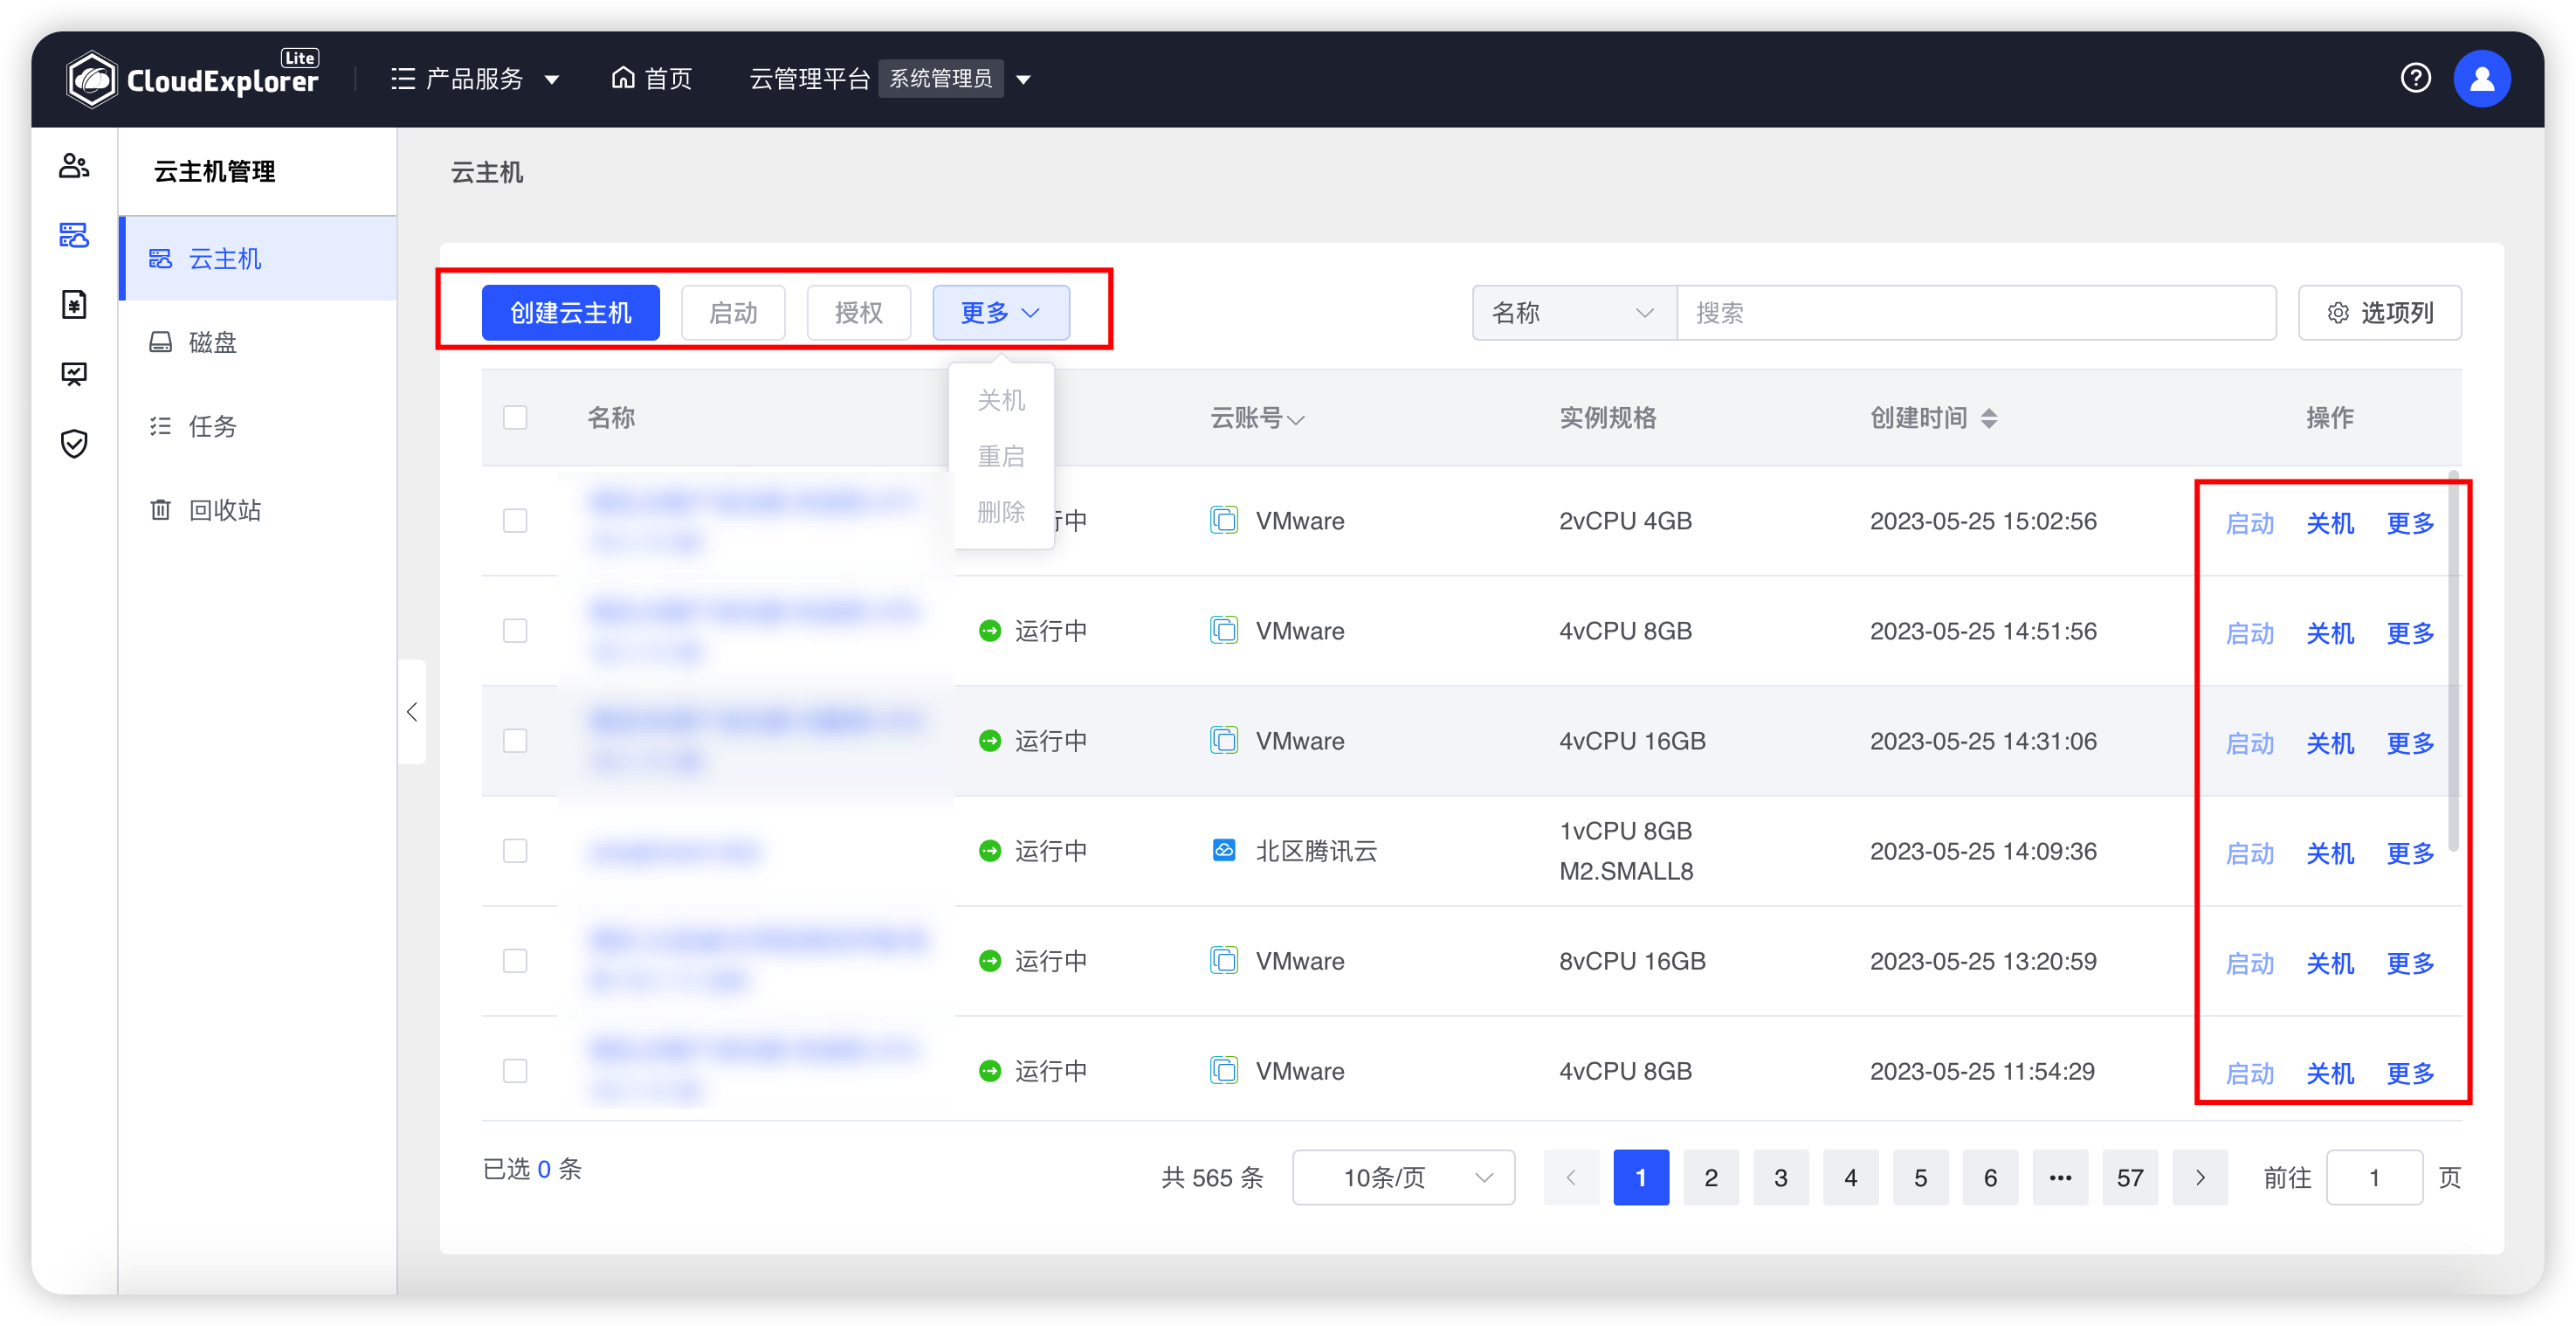 CloudExplorer Lite 产品服务 首页 云管理平台 系统管理员
云主机管理
云主机
磁盘
任务
回收站
云主机
创建云主机 启动 授权 更多 名称 搜索 选项列
关机
重启
删除
名称 云账号 实例规格 创建时间 操作
行中 VMware 2vCPU 4GB 2023-05-25 15:02:56 启动 关机 更多
运行中 VMware 4vCPU 8GB 2023-05-25 14:51:56 启动 关机 更多
运行中 VMware 4vCPU 16GB 2023-05-25 14:31:06 启动 关机 更多
运行中 北区腾讯云 1vCPU 8GB 2023-05-25 14:09:36 启动 关机 更多
M2.SMALL8
运行中 VMware 8vCPU 16GB 2023-05-25 13:20:59 启动 关机 更多
运行中 VMware 4vCPU 8GB 2023-05-25 11:54:29 启动 关机 更多
已选 0 条 共 565 条 10条/页 1 2 3 4 5 6 ••• 57 前往 1 页